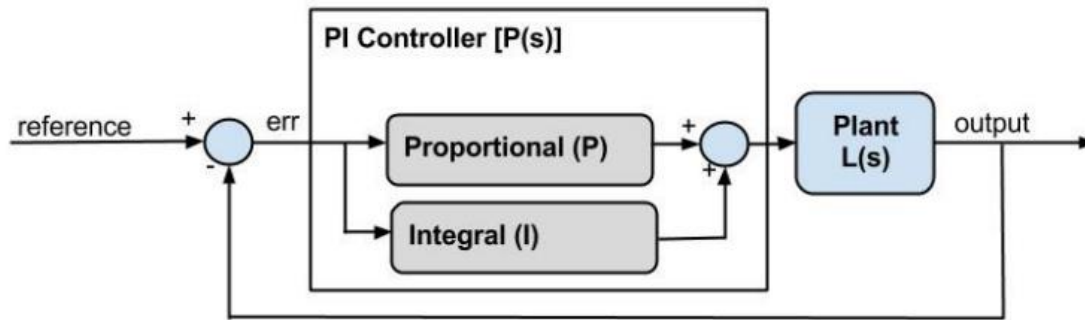 PI Controller [P(s)]
reference
+
-
err
Proportional (P)
Integral (I)
+
+
Plant
L(s)
output